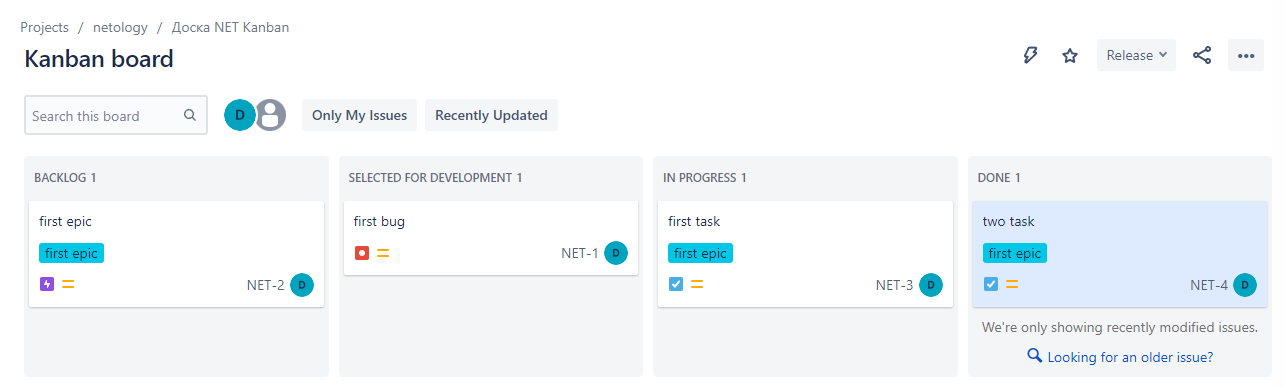 Projects / netology / Доска NET Kanban
Kanban board
Release
Search this board
D
Only My Issues
Recently Updated
BACKLOG 1
first epic
first epic
NET-2 D
SELECTED FOR DEVELOPMENT 1
first bug
NET-1 D
IN PROGRESS 1
first task
first epic
NET-3 D
DONE 1
two task
first epic
NET-4 D
We're only showing recently modified issues.
Looking for an older issue?